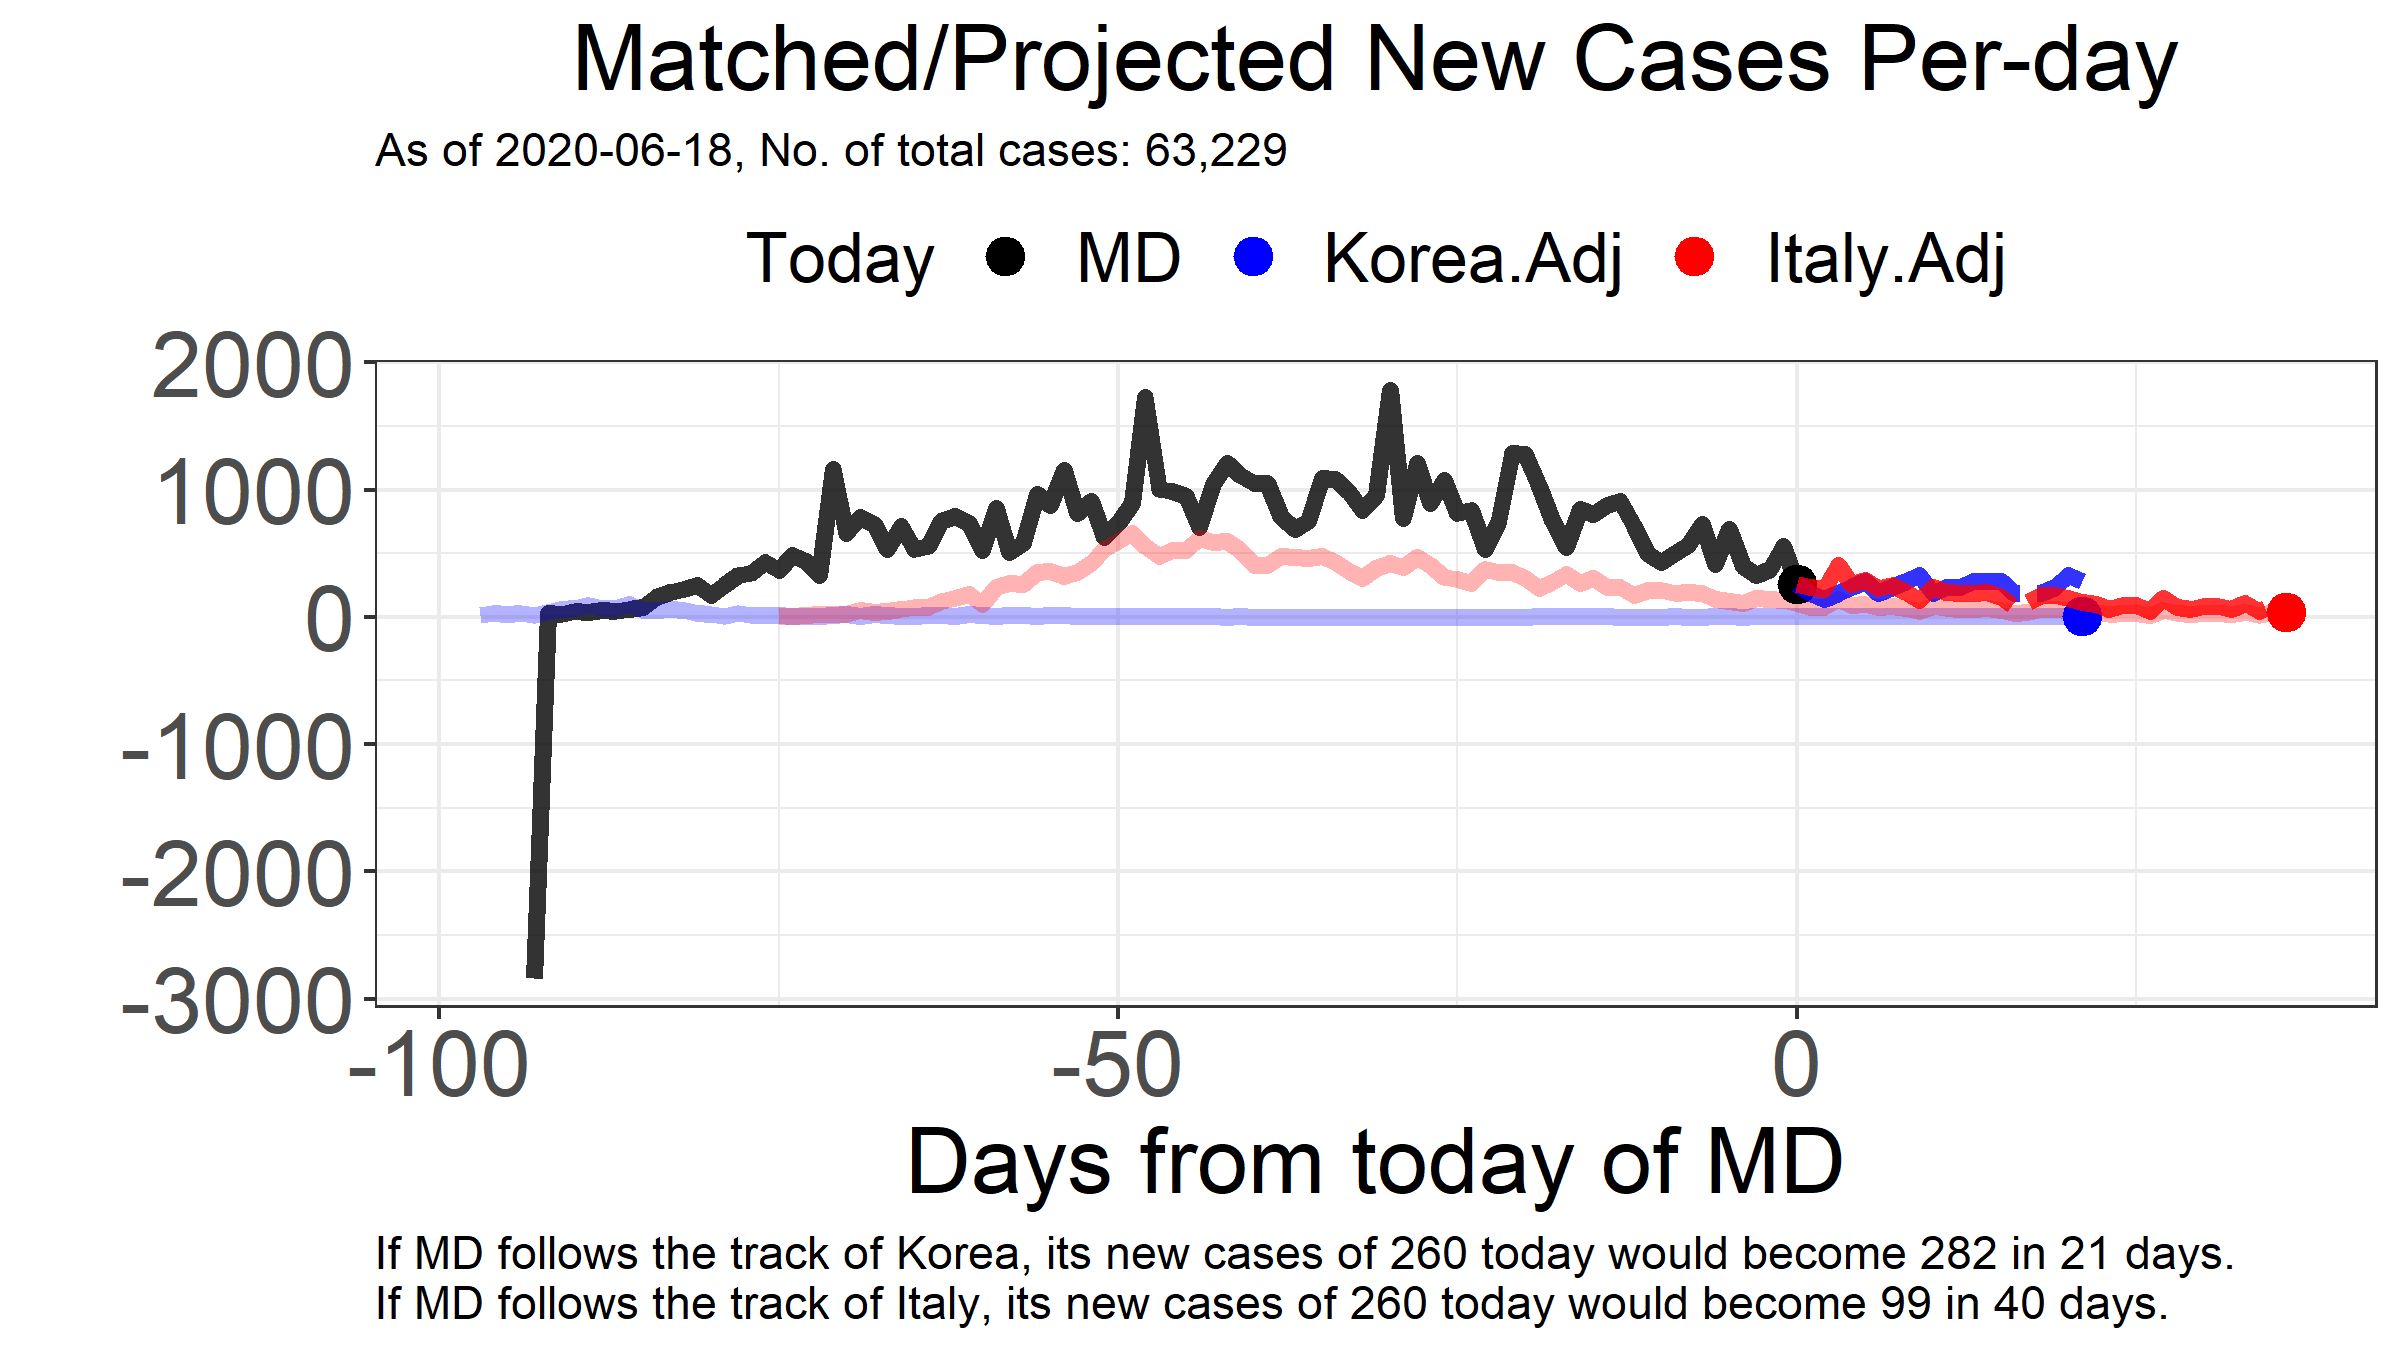 Matched/Projected New Cases Per-day
As of 2020-06-18, No. of total cases: 63,229
Today MD Korea.Adj Italy.Adj
2000
1000
0
-1000
-2000
-3000
-100 -50 0
Days from today of MD
If MD follows the track of Korea, its new cases of 260 today would become 282 in 21 days.
If MD follows the track of Italy, its new cases of 260 today would become 99 in 40 days.